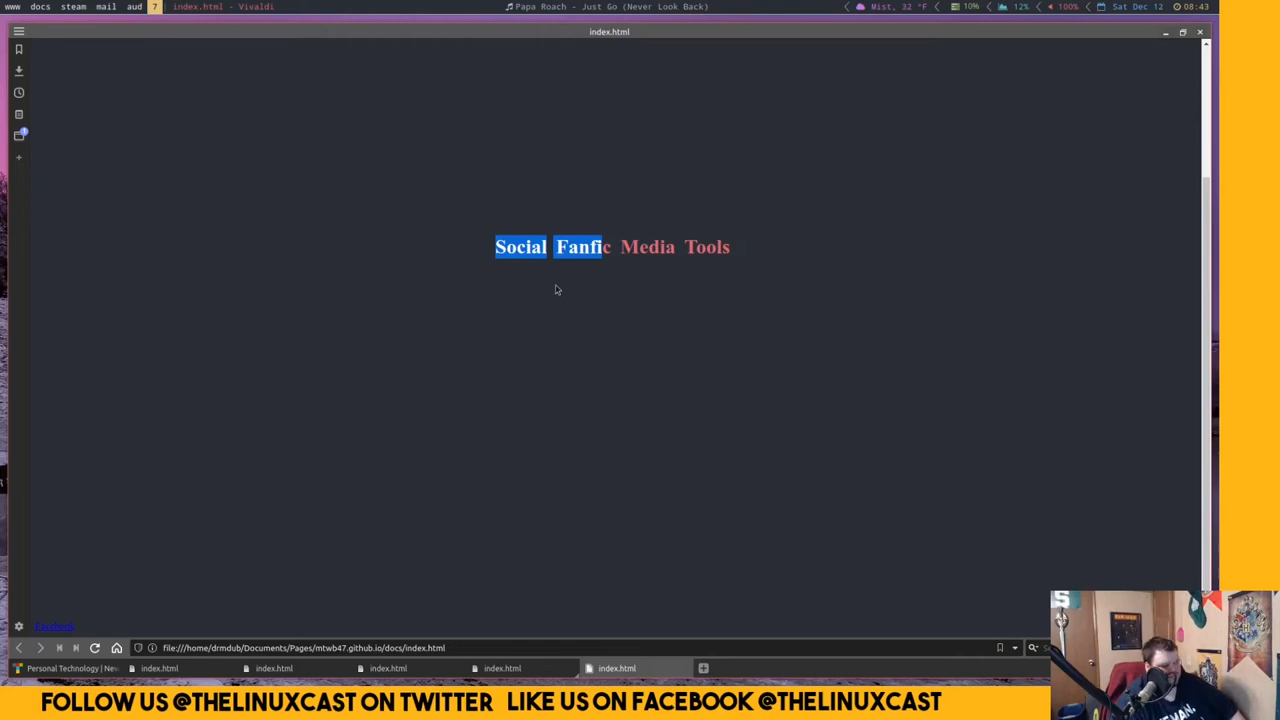 www docs steam mail aud 7 index.html - Vivaldi Papa Roach - Just Go (Never Look Back) Mist, 32 °F 10% 12% 100% Sat Dec 12 08:43
index.html
1
Social Fanfic Media Tools
Facebook
file:///home/drmdub/Documents/Pages/mtwb47.github.io/docs/index.html
Personal Technology | New index.html index.html index.html index.html index.html
FOLLOW US @THELINUXCAST ON TWITTER LIKE US ON FACEBOOK @THELINUXCAST